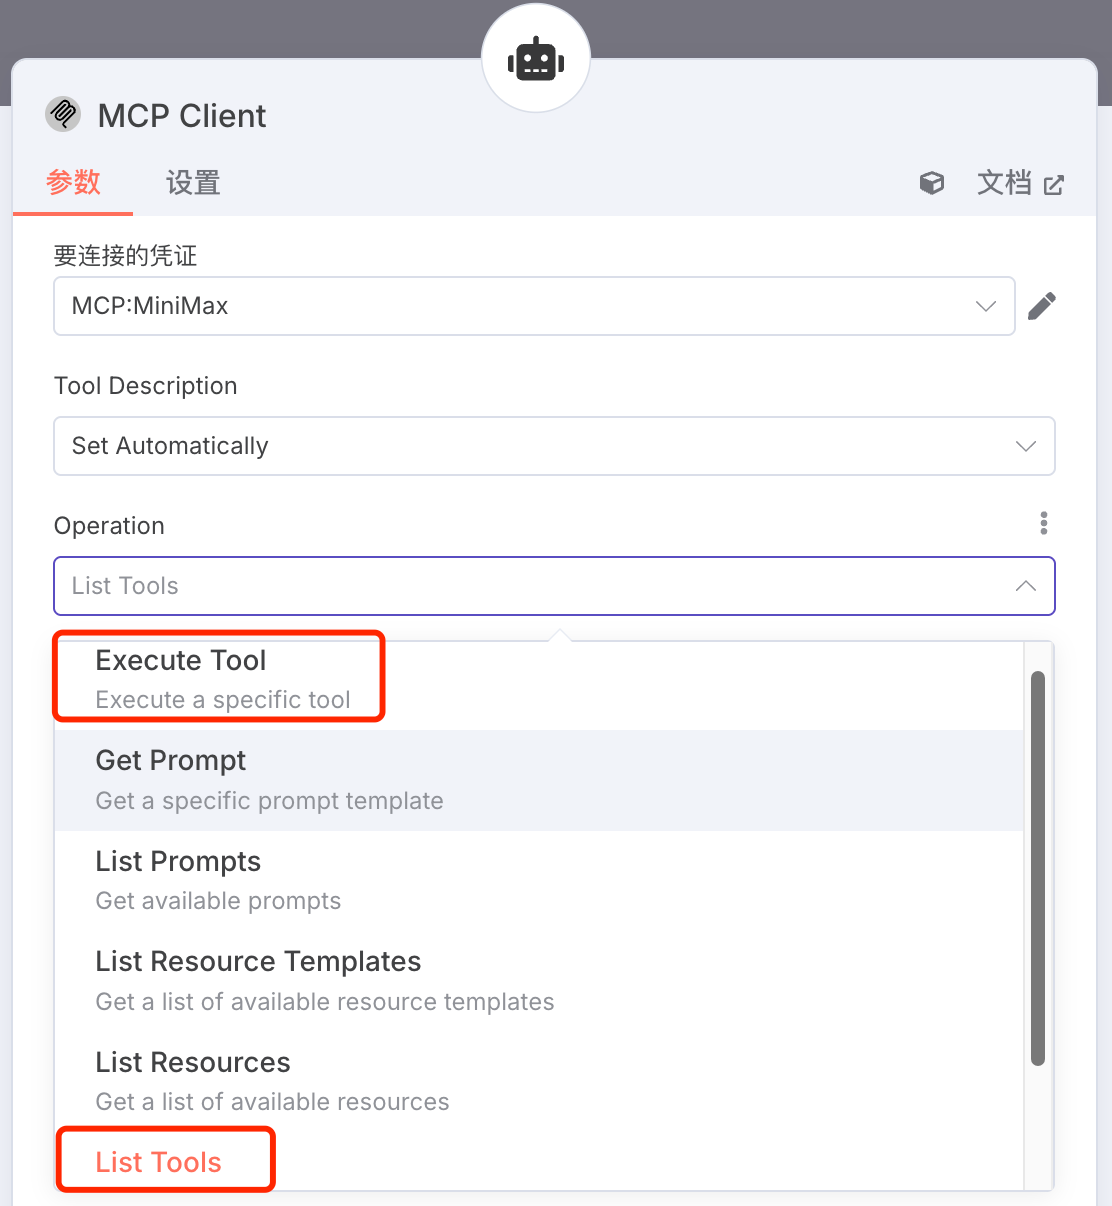 MCP Client
参数
设置
文档
要连接的凭证
MCP:MiniMax
Tool Description
Set Automatically
Operation
List Tools
Execute Tool
Execute a specific tool
Get Prompt
Get a specific prompt template
List Prompts
Get available prompts
List Resource Templates
Get a list of available resource templates
List Resources
Get a list of available resources
List Tools